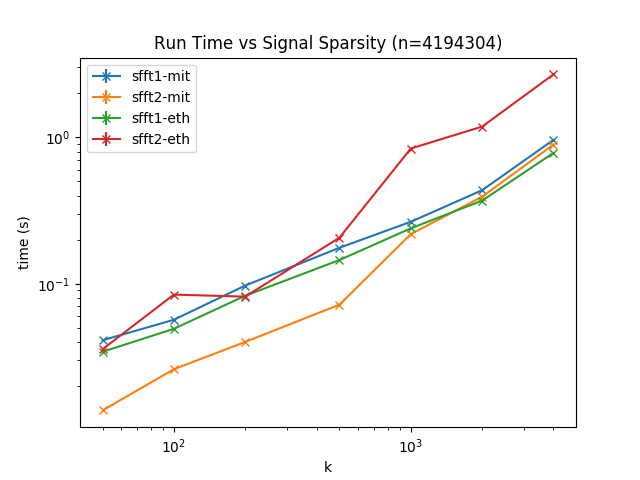 Run Time vs Signal Sparsity (n=4194304)
sfft1-mit
sfft2-mit
sfft1-eth
sfft2-eth
10⁰
10⁻¹
time (s)
10²
10³
k